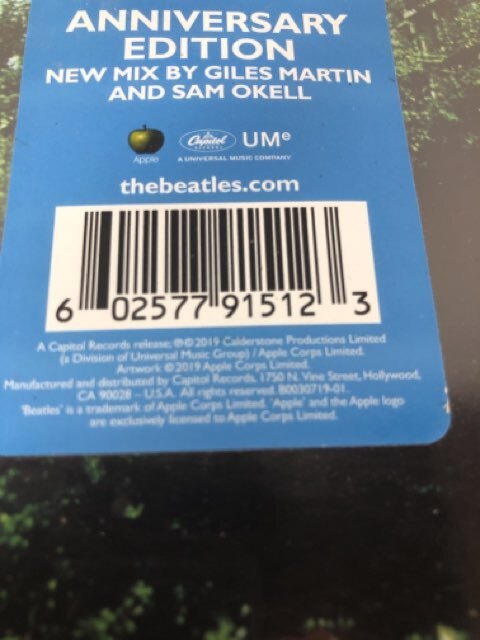 ANNIVERSARY
EDITION
NEW MIX BY GILES MARTIN
AND SAM OKELL
Apple
Capitol
RECORDS
UMe
A UNIVERSAL MUSIC COMPANY
thebeatles.com
6 02577 91512 3
A Capitol Records release; ℗©2019 Calderstone Productions Limited
(a Division of Universal Music Group) / Apple Corps Limited.
Artwork ©2019 Apple Corps Limited.
Manufactured and distributed by Capitol Records, 1750 N. Vine Street, Hollywood,
CA 90028 – U.S.A. All rights reserved. B0030719-01.
'Beatles' is a trademark of Apple Corps Limited. 'Apple' and the Apple logo
are exclusively licensed to Apple Corps Limited.